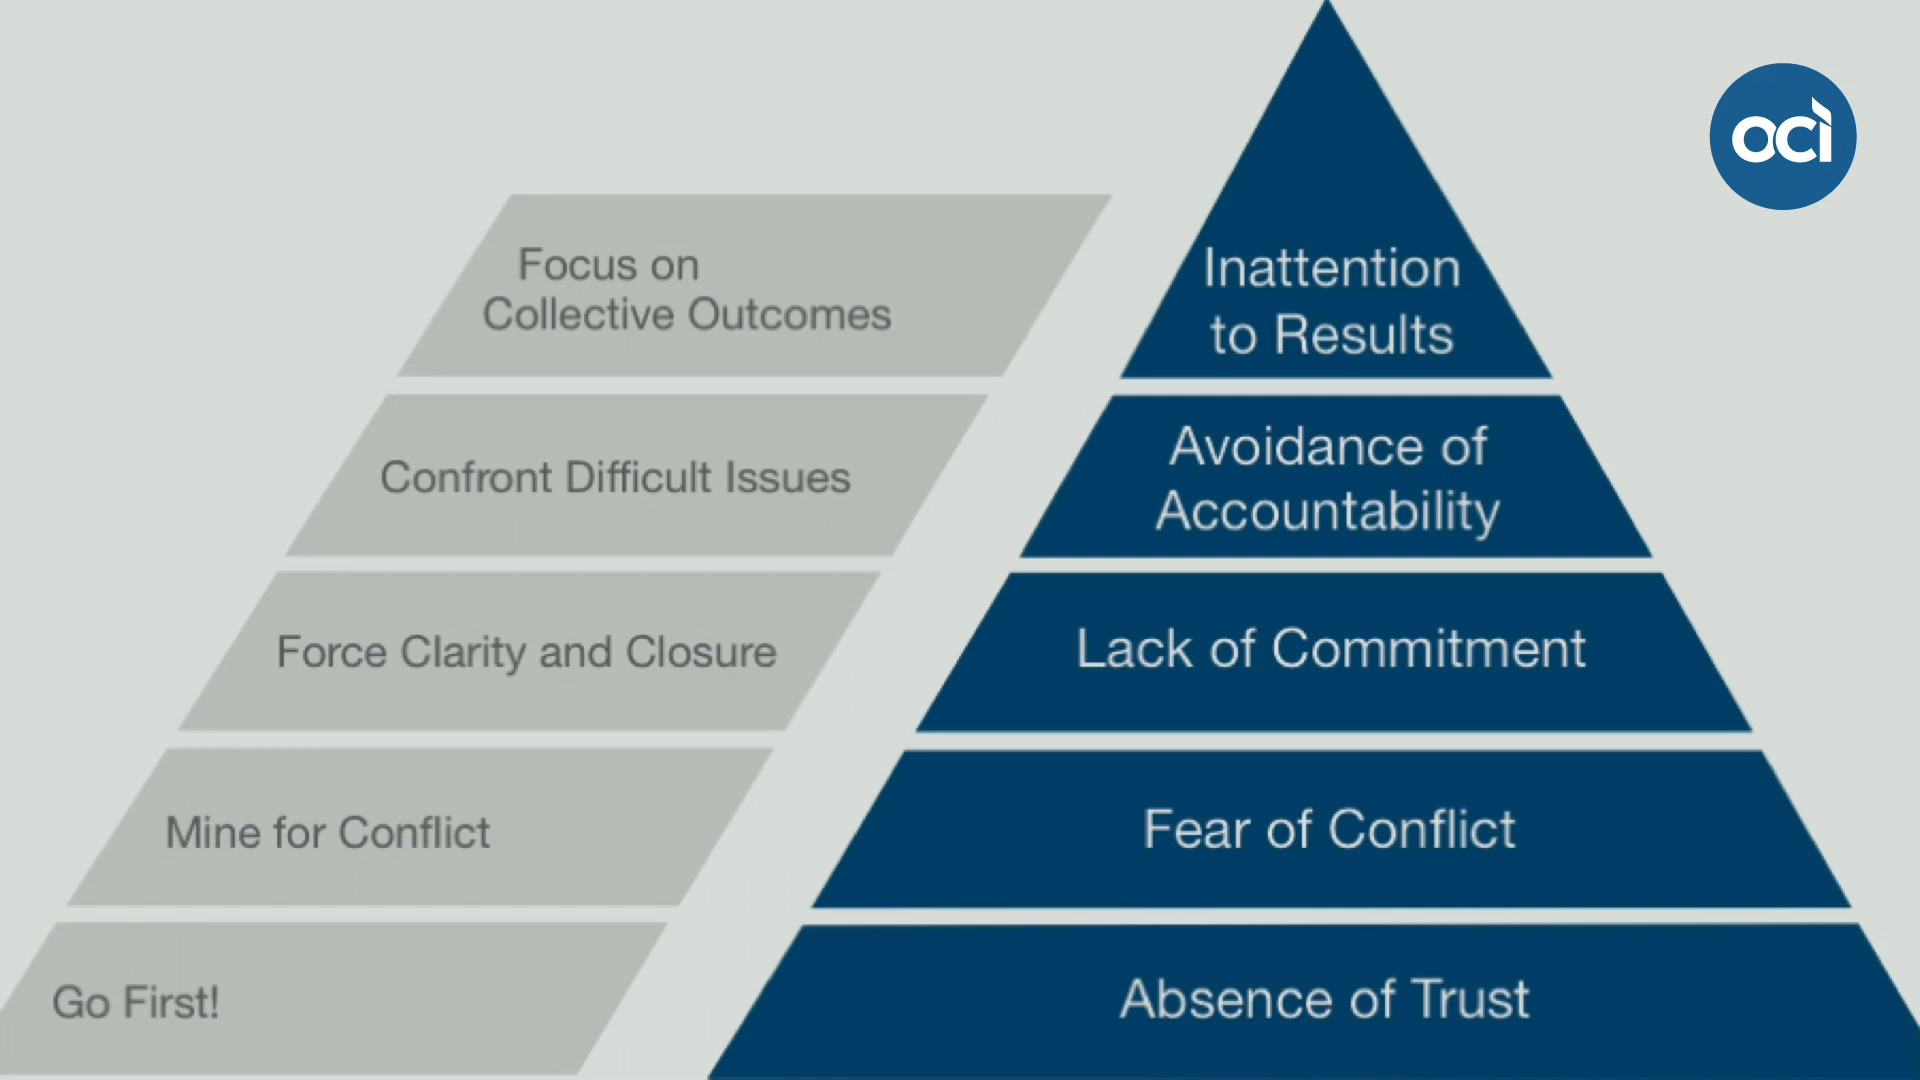 oci
Focus on
Collective Outcomes
Inattention
to Results
Confront Difficult Issues
Avoidance of
Accountability
Force Clarity and Closure
Lack of Commitment
Mine for Conflict
Fear of Conflict
Go First!
Absence of Trust